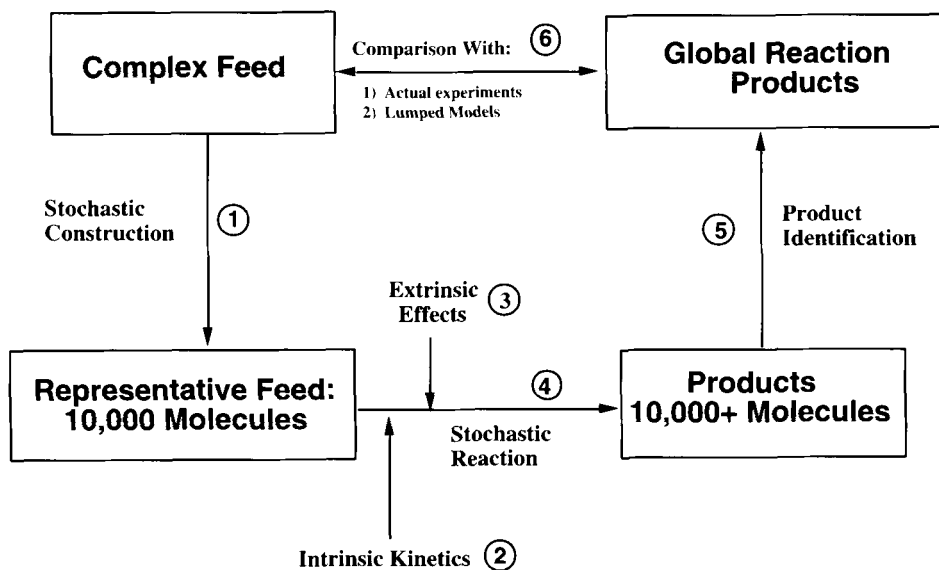 Complex Feed
Comparison With: 6
1) Actual experiments
2) Lumped Models
Global Reaction
Products
Stochastic
Construction
1
5
Product
Identification
Extrinsic
Effects
3
Representative Feed:
10,000 Molecules
4
Stochastic
Reaction
Products
10,000+ Molecules
Intrinsic Kinetics 2